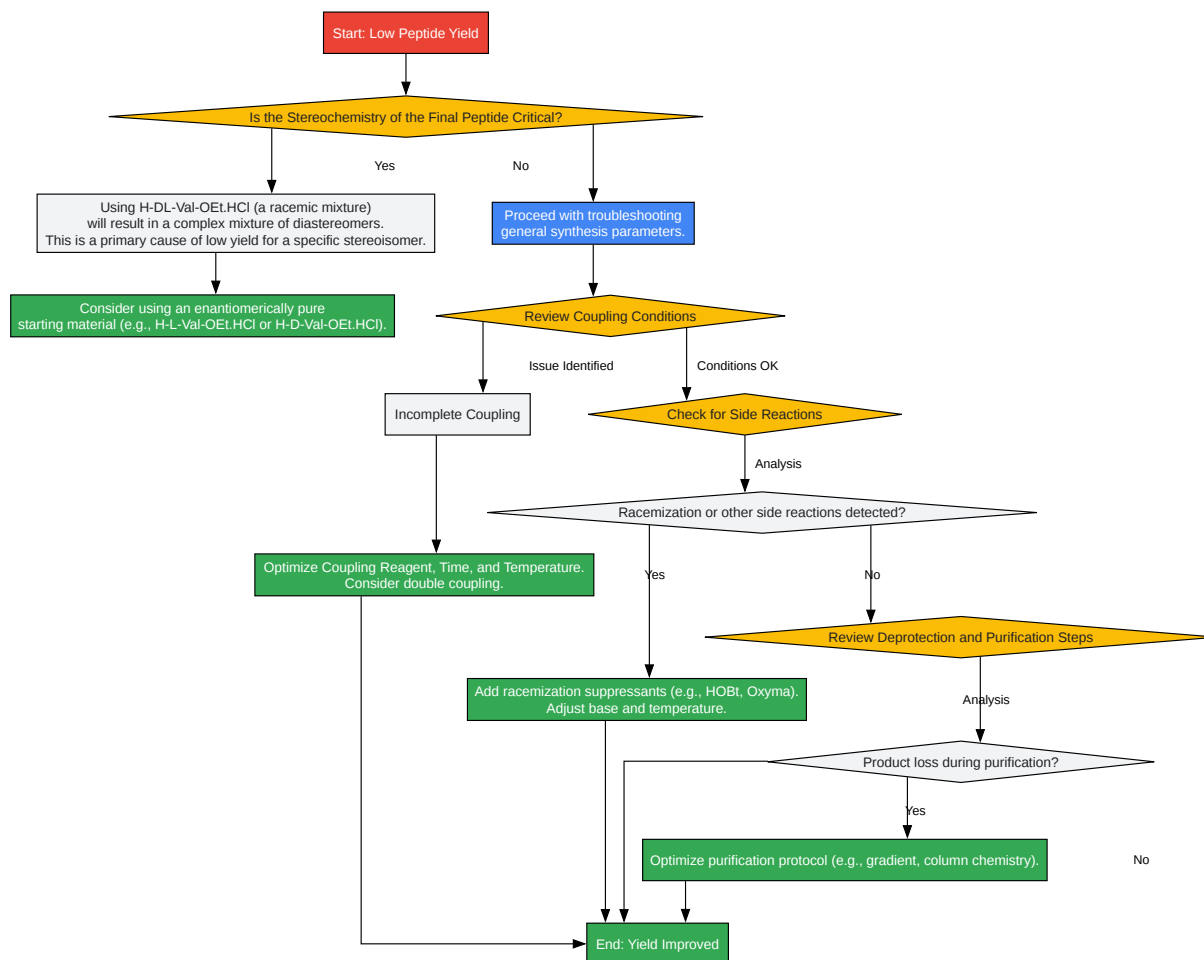 Start: Low Peptide Yield
Is the Stereochemistry of the Final Peptide Critical?
Yes
No
Using H-DL-Val-OEt.HCl (a racemic mixture)
will result in a complex mixture of diastereomers.
This is a primary cause of low yield for a specific stereoisomer.
Proceed with troubleshooting
general synthesis parameters.
Consider using an enantiomerically pure
starting material (e.g., H-L-Val-OEt.HCl or H-D-Val-OEt.HCl).
Review Coupling Conditions
Issue Identified
Conditions OK
Incomplete Coupling
Check for Side Reactions
Analysis
Racemization or other side reactions detected?
Optimize Coupling Reagent, Time, and Temperature.
Consider double coupling.
Yes
No
Review Deprotection and Purification Steps
Add racemization suppressants (e.g., HOBt, Oxyma).
Adjust base and temperature.
Analysis
Product loss during purification?
Yes
Optimize purification protocol (e.g., gradient, column chemistry).
No
End: Yield Improved